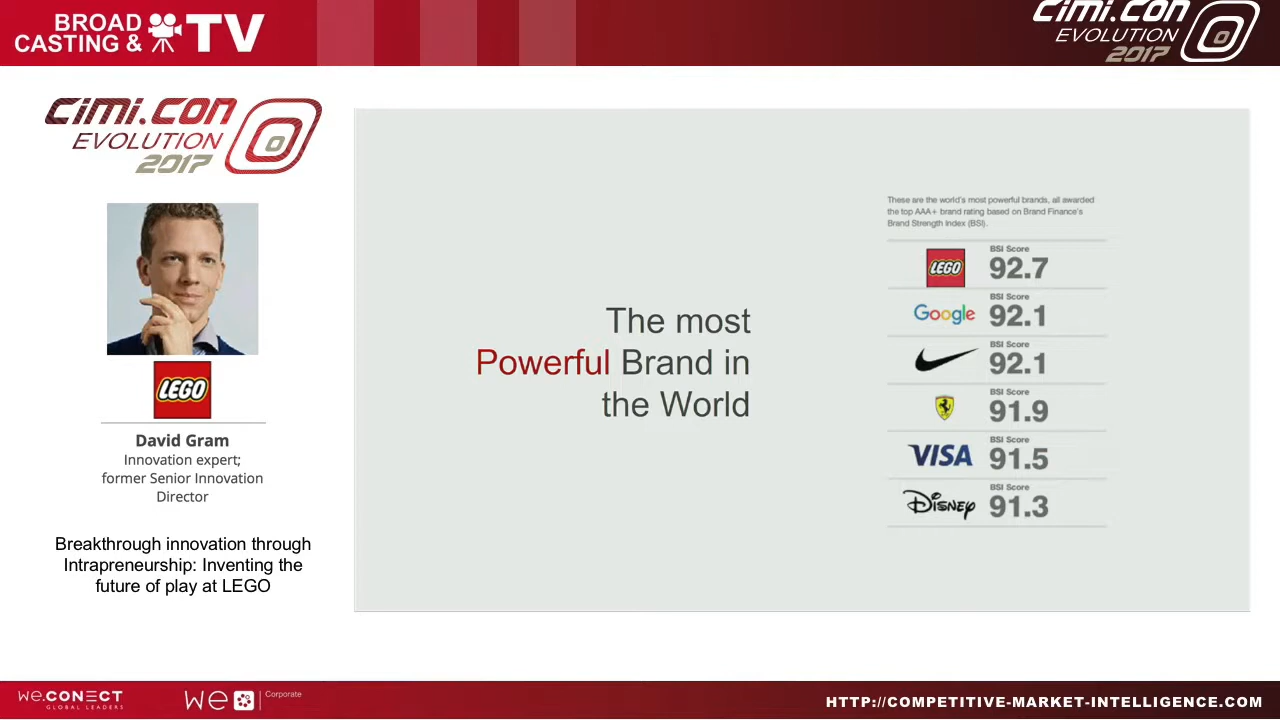 BROAD
CASTING &
TV
cimi.con
EVOLUTION
2017
cimi.con
EVOLUTION
2017
LEGO
David Gram
Innovation expert;
former Senior Innovation
Director
Breakthrough innovation through
Intrapreneurship: Inventing the
future of play at LEGO
The most
Powerful Brand in
the World
These are the world's most powerful brands, all awarded
the top AAA+ brand rating based on Brand Finance's
Brand Strength Index (BSI).
LEGO
BSI Score
92.7
Google
BSI Score
92.1
BSI Score
92.1
BSI Score
91.9
VISA
BSI Score
91.5
Disney
BSI Score
91.3
we.CONECT
GLOBAL LEADERS
we
Corporate
HTTP://COMPETITIVE-MARKET-INTELLIGENCE.COM